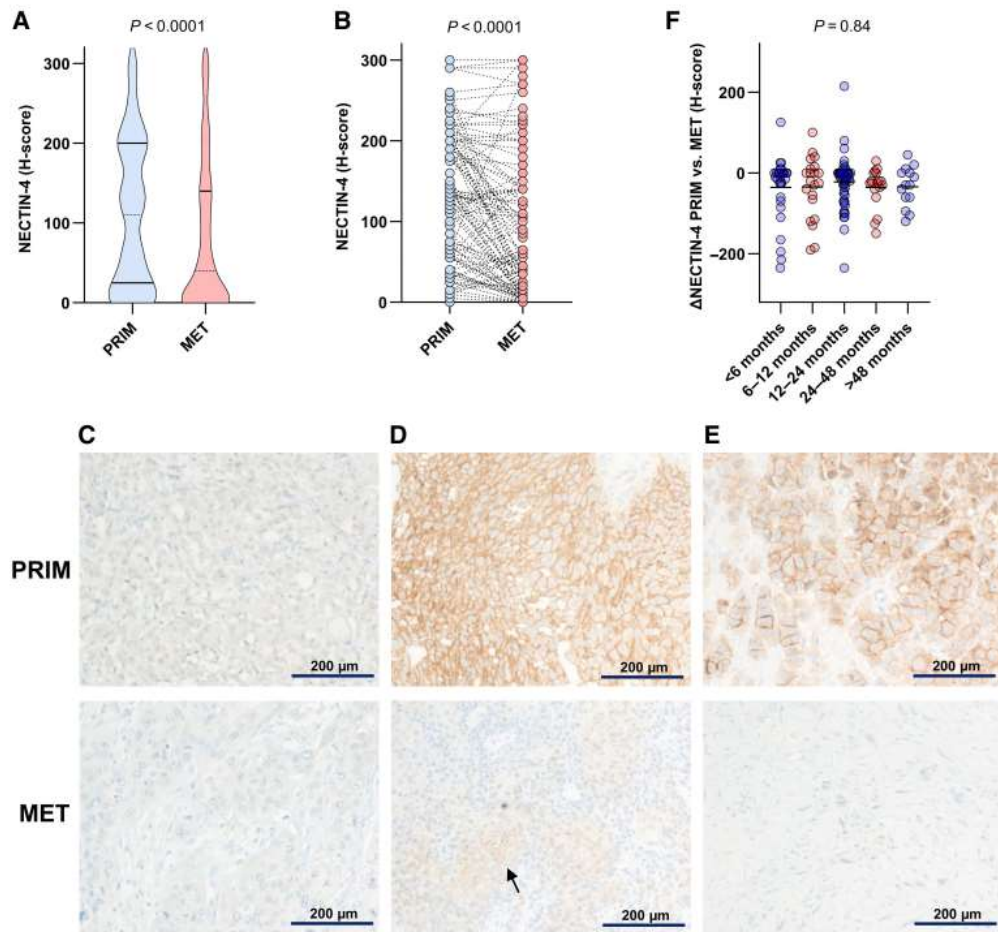 A
P < 0.0001
NECTIN-4 (H-score)
300
200
100
0
PRIM
MET
B
P < 0.0001
NECTIN-4 (H-score)
300
200
100
0
PRIM
MET
F
P = 0.84
ΔNECTIN-4 PRIM vs. MET (H-score)
200
0
−200
<6 months
6–12 months
12–24 months
24–48 months
>48 months
C
D
E
PRIM
200 µm
200 µm
200 µm
MET
200 µm
200 µm
200 µm